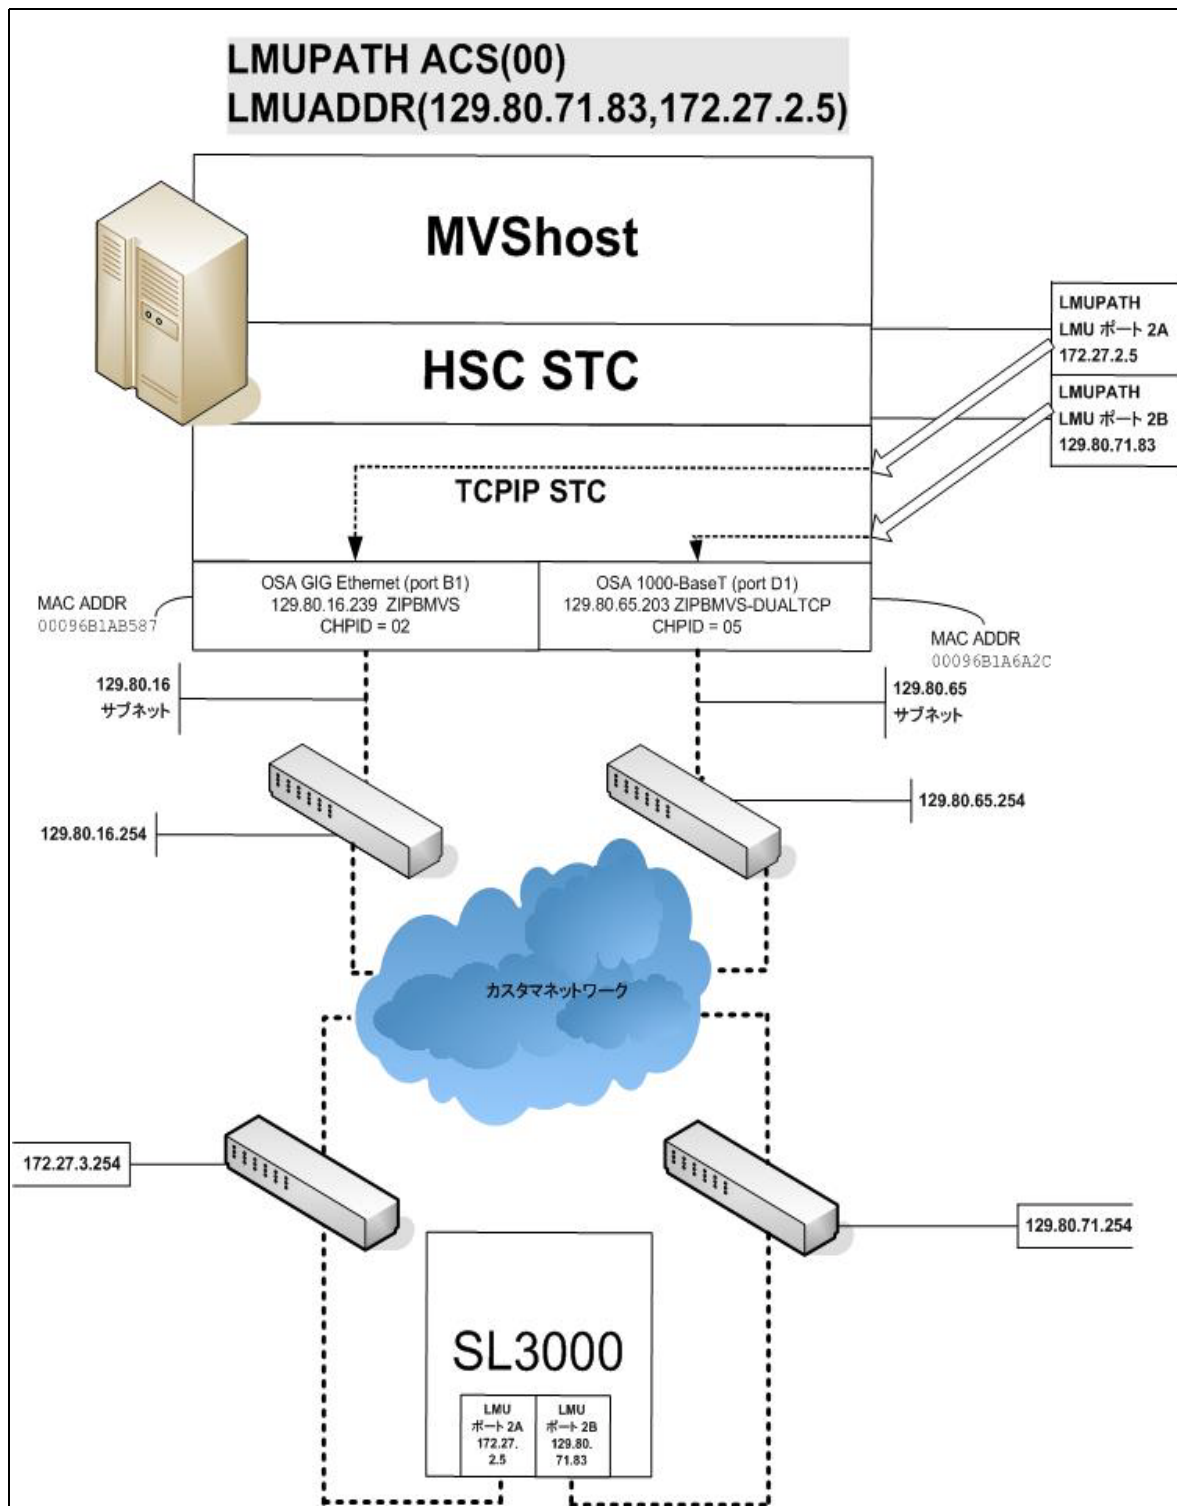 LMUPATH ACS(00)
LMUADDR(129.80.71.83,172.27.2.5)
MVShost
HSC STC
LMUPATH
LMU ポート 2A
172.27.2.5
LMUPATH
LMU ポート 2B
129.80.71.83
TCPIP STC
OSA GIG Ethernet (port B1)
129.80.16.239 ZIPBMVS
CHPID = 02
OSA 1000-BaseT (port D1)
129.80.65.203 ZIPBMVS-DUALTCP
CHPID = 05
MAC ADDR
00096B1AB587
MAC ADDR
00096B1A6A2C
129.80.16
サブネット
129.80.65
サブネット
129.80.16.254
129.80.65.254
カスタマネットワーク
172.27.3.254
129.80.71.254
SL3000
LMU
ポート 2A
172.27.
2.5
LMU
ポート 2B
129.80.
71.83